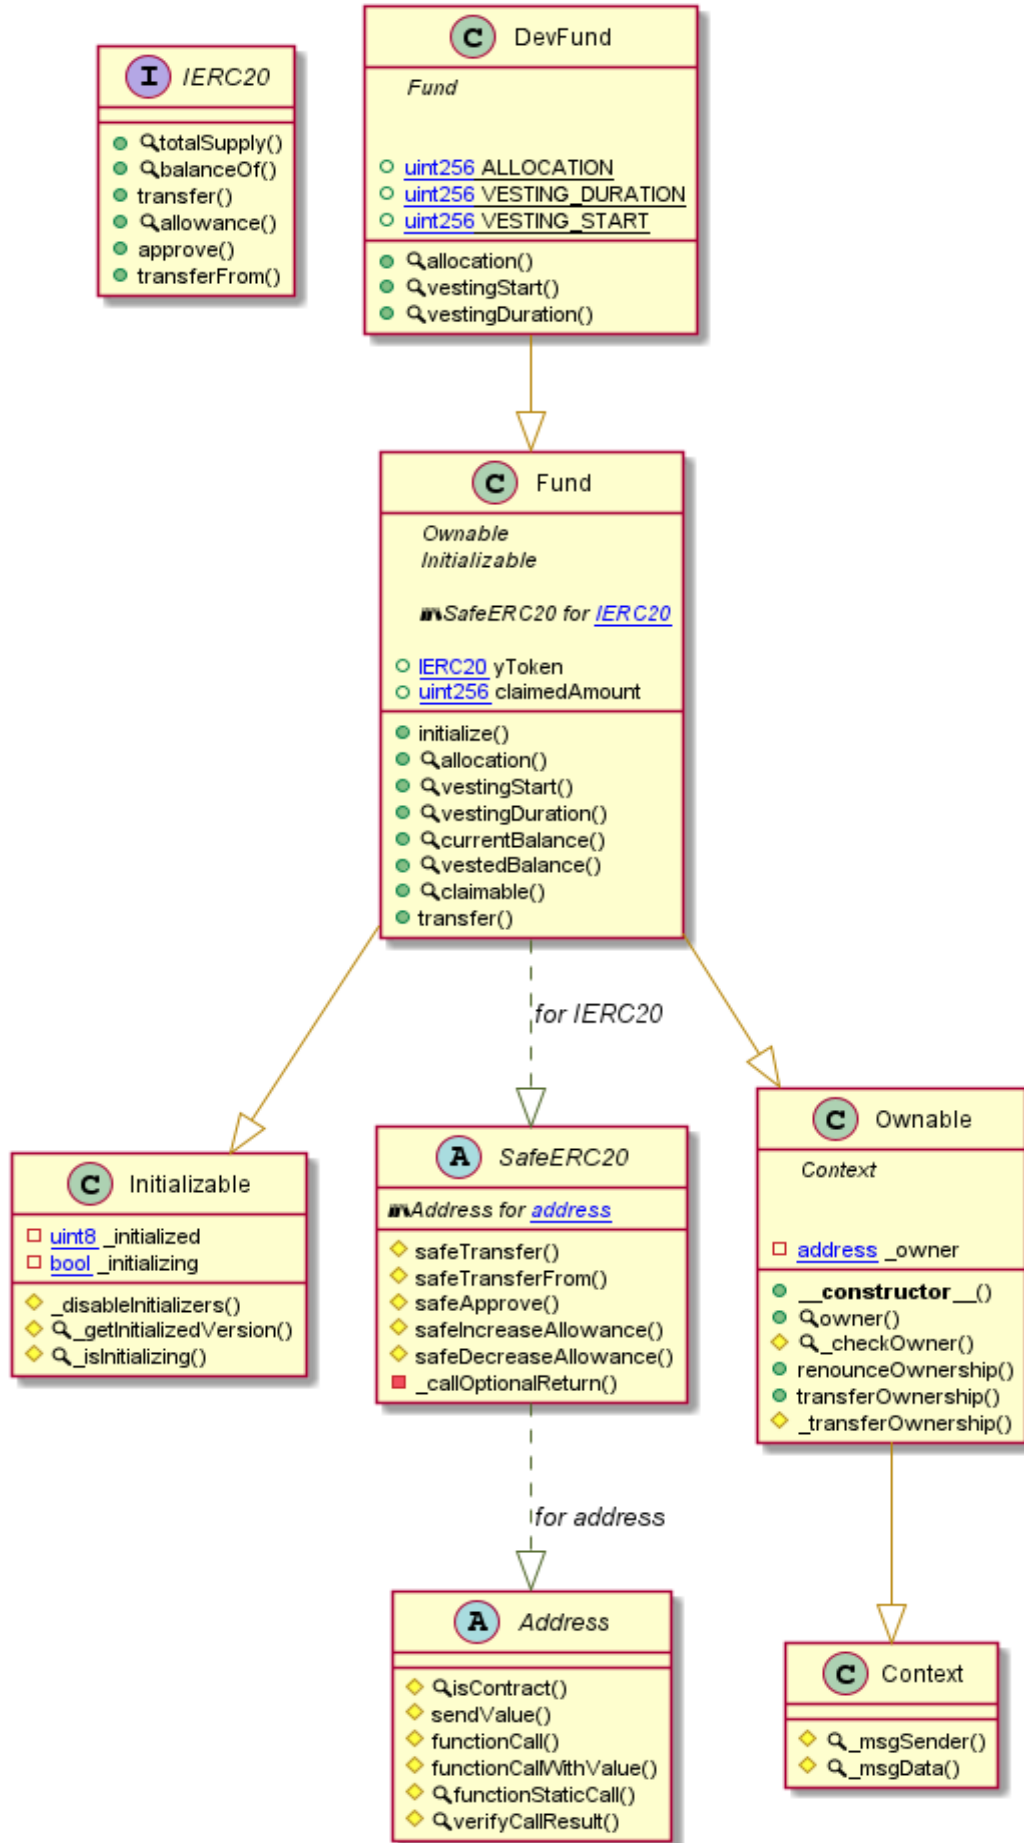 I IERC20
totalSupply()
balanceOf()
transfer()
allowance()
approve()
transferFrom()
C DevFund
Fund
uint256 ALLOCATION
uint256 VESTING_DURATION
uint256 VESTING_START
allocation()
vestingStart()
vestingDuration()
C Fund
Ownable
Initializable
SafeERC20 for IERC20
IERC20 yToken
uint256 claimedAmount
initialize()
allocation()
vestingStart()
vestingDuration()
currentBalance()
vestedBalance()
claimable()
transfer()
for IERC20
C Initializable
uint8 _initialized
bool _initializing
_disableInitializers()
_getInitializedVersion()
_isInitializing()
A SafeERC20
Address for address
safeTransfer()
safeTransferFrom()
safeApprove()
safeIncreaseAllowance()
safeDecreaseAllowance()
_callOptionalReturn()
C Ownable
Context
address _owner
__constructor__()
owner()
_checkOwner()
renounceOwnership()
transferOwnership()
_transferOwnership()
for address
A Address
isContract()
sendValue()
functionCall()
functionCallWithValue()
functionStaticCall()
verifyCallResult()
C Context
_msgSender()
_msgData()